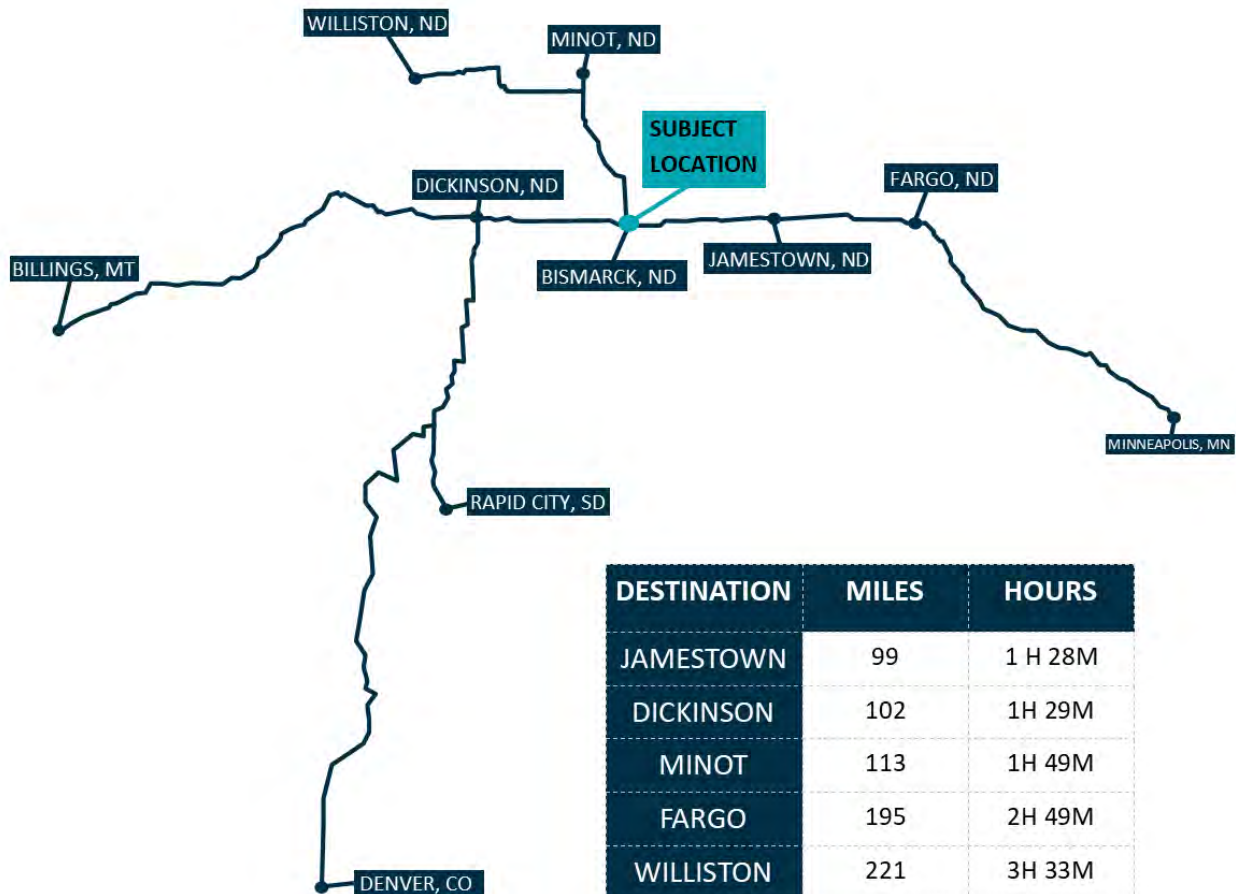 WILLISTON, ND
MINOT, ND
SUBJECT
LOCATION
DICKINSON, ND
FARGO, ND
BILLINGS, MT
BISMARCK, ND
JAMESTOWN, ND
MINNEAPOLIS, MN
RAPID CITY, SD
DENVER, CO
DESTINATION MILES HOURS
JAMESTOWN 99 1 H 28M
DICKINSON 102 1H 29M
MINOT 113 1H 49M
FARGO 195 2H 49M
WILLISTON 221 3H 33M